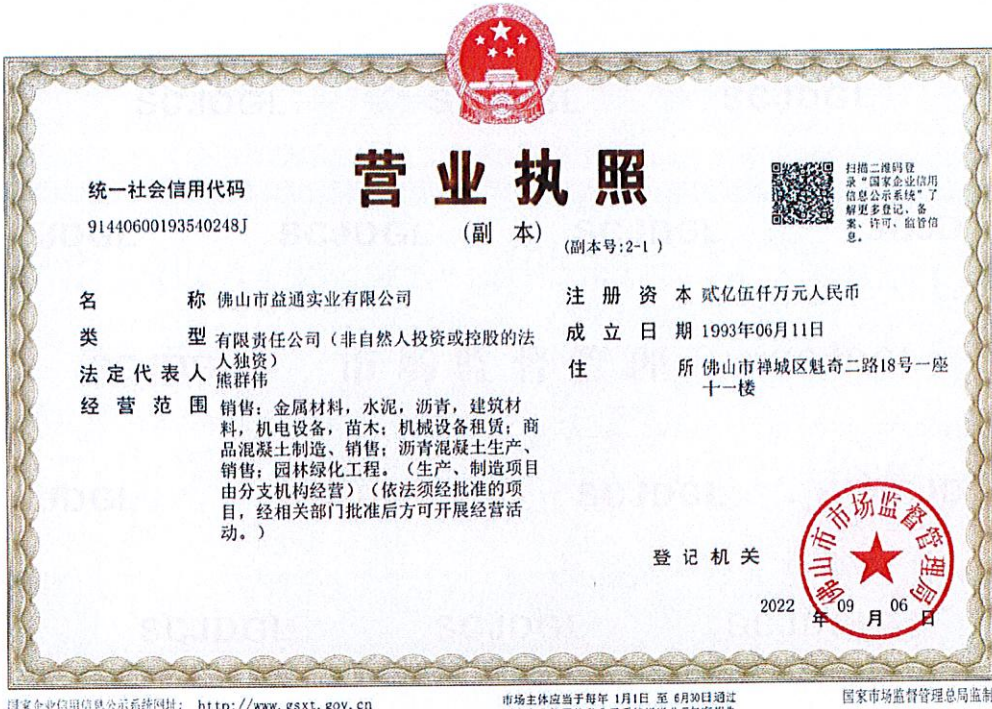 营业执照
(副 本)
(副本号:2-1)
统一社会信用代码
91440600193540248J
扫描二维码登
录“国家企业信用
信息公示系统”了
解更多登记、备
案、许可、监管信
息。
名 称 佛山市益通实业有限公司
类 型 有限责任公司（非自然人投资或控股的法
人独资）
法定代表人 熊群伟
经 营 范 围 销售：金属材料，水泥，沥青，建筑材
料，机电设备，苗木；机械设备租赁；商
品混凝土制造、销售；沥青混凝土生产、
销售；园林绿化工程。（生产、制造项目
由分支机构经营）（依法须经批准的项
目，经相关部门批准后方可开展经营活
动。）
注 册 资 本 贰亿伍仟万元人民币
成 立 日 期 1993年06月11日
住 所 佛山市禅城区魁奇二路18号一座
十一楼
登 记 机 关
佛山市市场监督管理局
2022 年 09 月 06 日
国家企业信用信息公示系统网址： http://www.gsxt.gov.cn
市场主体应当于每年 1月1日 至 6月30日通过
国家市场监督管理总局监制